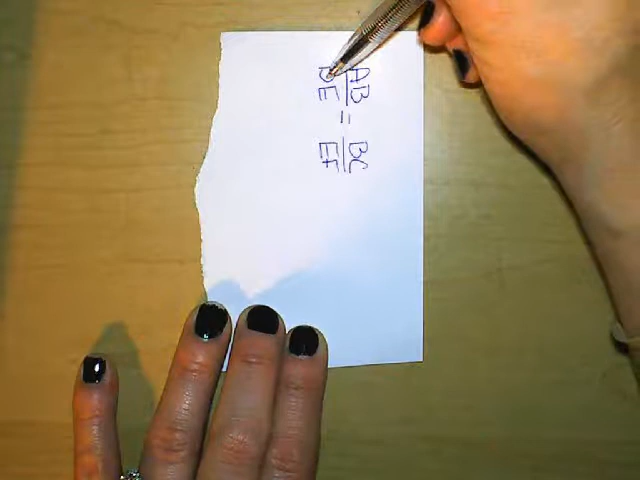 AB/DE = BC/EF